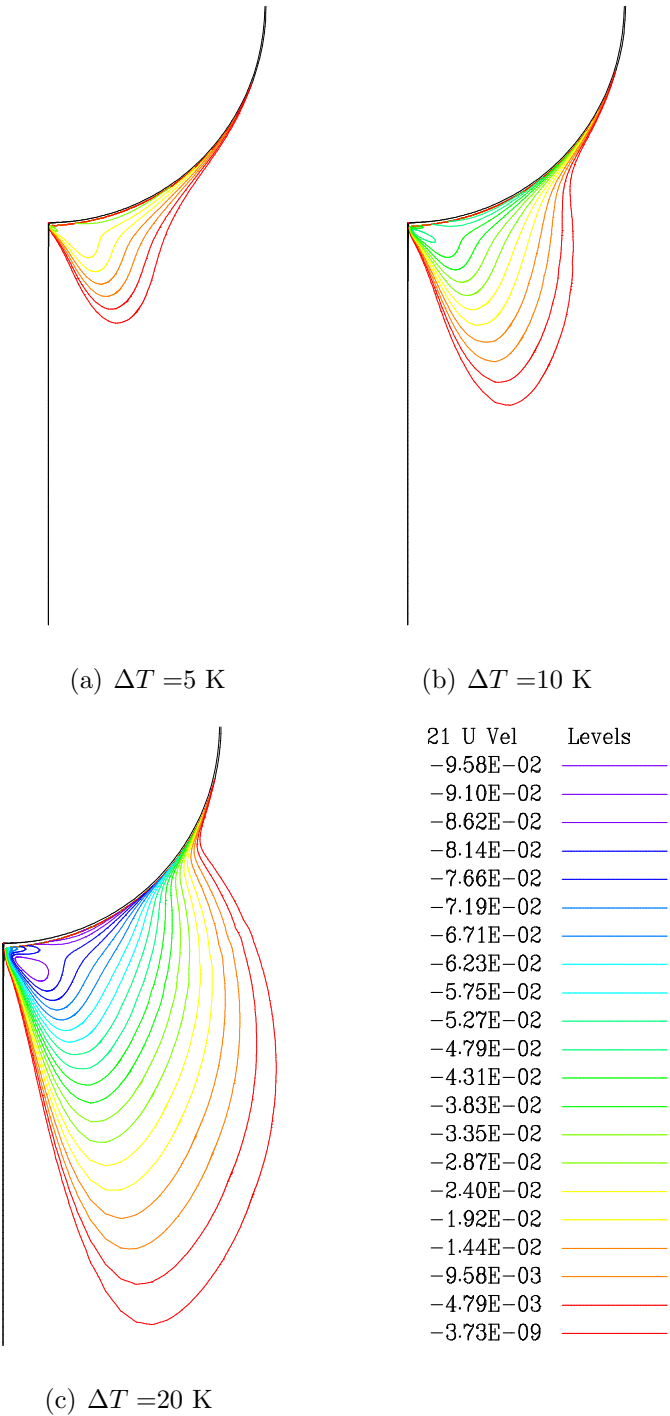 (a) ΔT =5 K
(b) ΔT =10 K
21 U Vel Levels
-9.58E-02
-9.10E-02
-8.62E-02
-8.14E-02
-7.66E-02
-7.19E-02
-6.71E-02
-6.23E-02
-5.75E-02
-5.27E-02
-4.79E-02
-4.31E-02
-3.83E-02
-3.35E-02
-2.87E-02
-2.40E-02
-1.92E-02
-1.44E-02
-9.58E-03
-4.79E-03
-3.73E-09
(c) ΔT =20 K